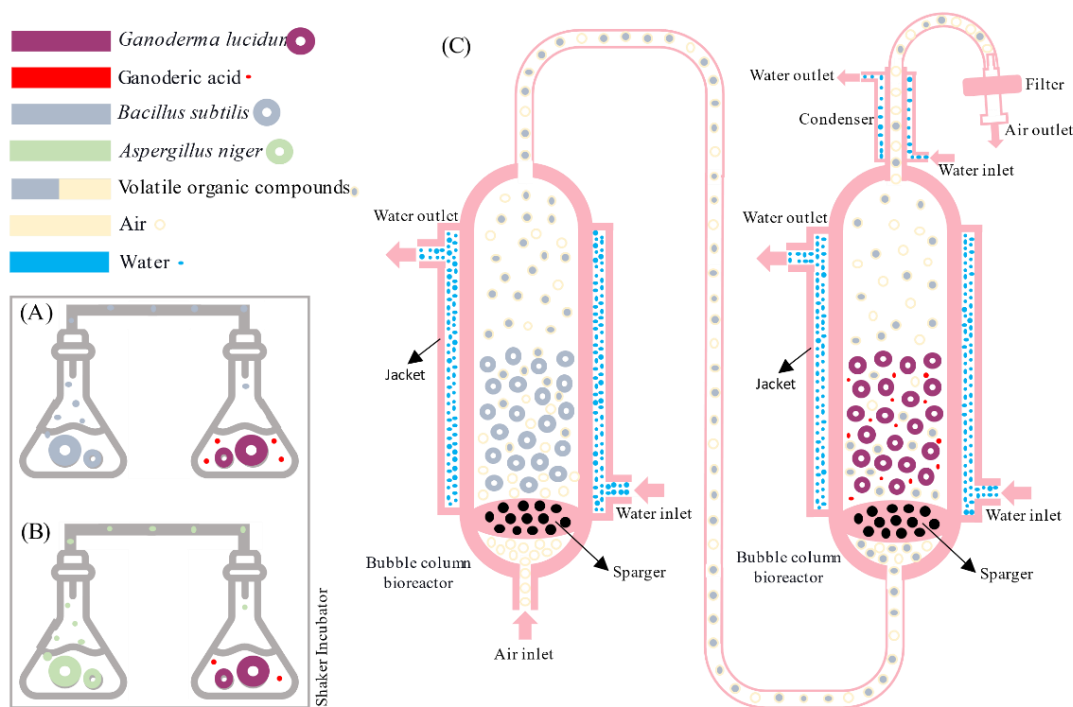 Ganoderma lucidum
Ganoderic acid
Bacillus subtilis
Aspergillus niger
Volatile organic compounds
Air
Water
(A)
(B)
Shaker Incubator
(C)
Water outlet
Jacket
Water inlet
Bubble column
bioreactor
Sparger
Air inlet
Water outlet
Condenser
Water inlet
Filter
Air outlet
Water outlet
Jacket
Water inlet
Bubble column
bioreactor
Sparger